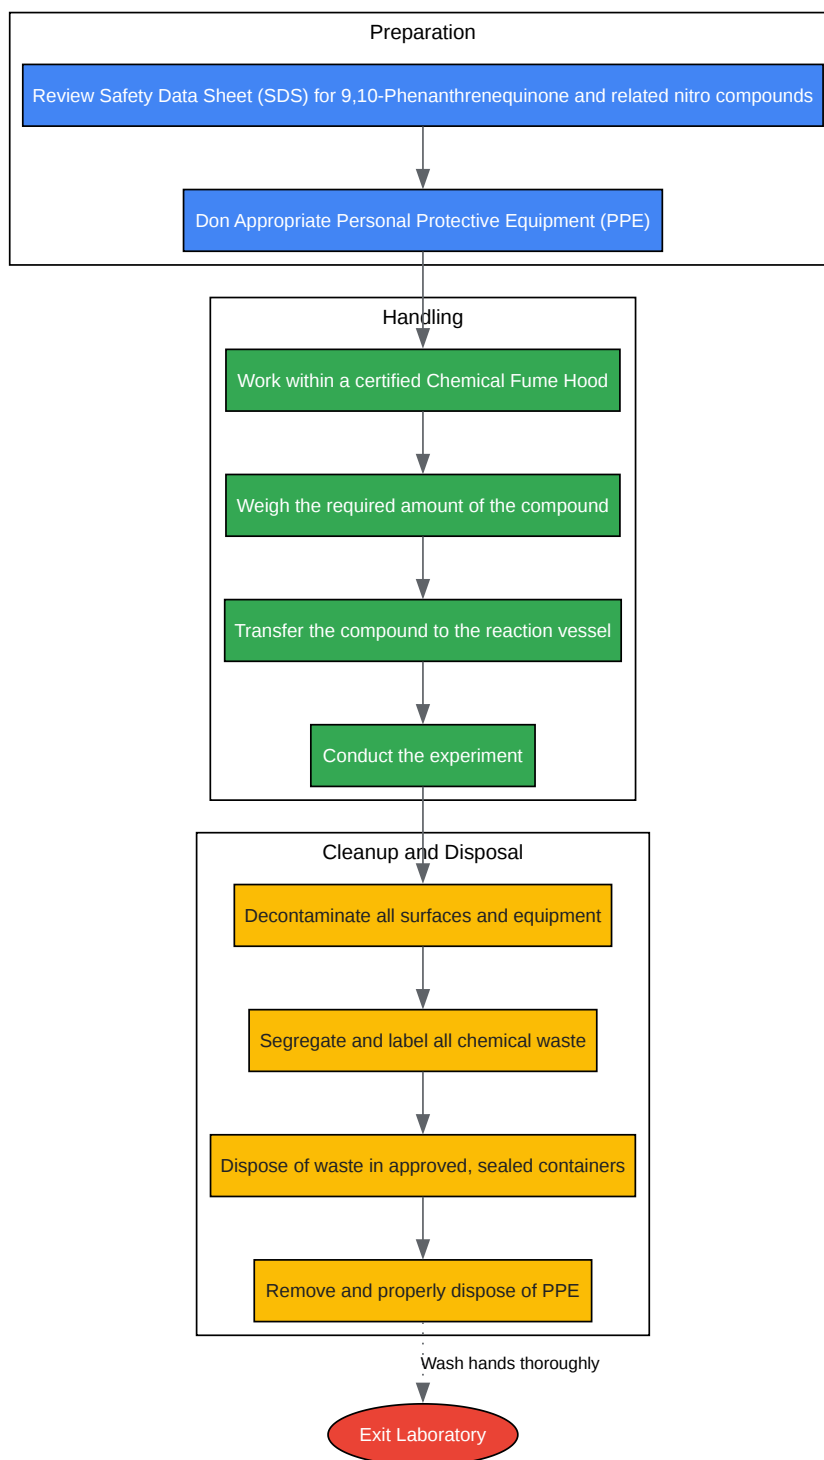 Preparation
Review Safety Data Sheet (SDS) for 9,10-Phenanthrenequinone and related nitro compounds
Don Appropriate Personal Protective Equipment (PPE)
Handling
Work within a certified Chemical Fume Hood
Weigh the required amount of the compound
Transfer the compound to the reaction vessel
Conduct the experiment
Cleanup and Disposal
Decontaminate all surfaces and equipment
Segregate and label all chemical waste
Dispose of waste in approved, sealed containers
Remove and properly dispose of PPE
Wash hands thoroughly
Exit Laboratory